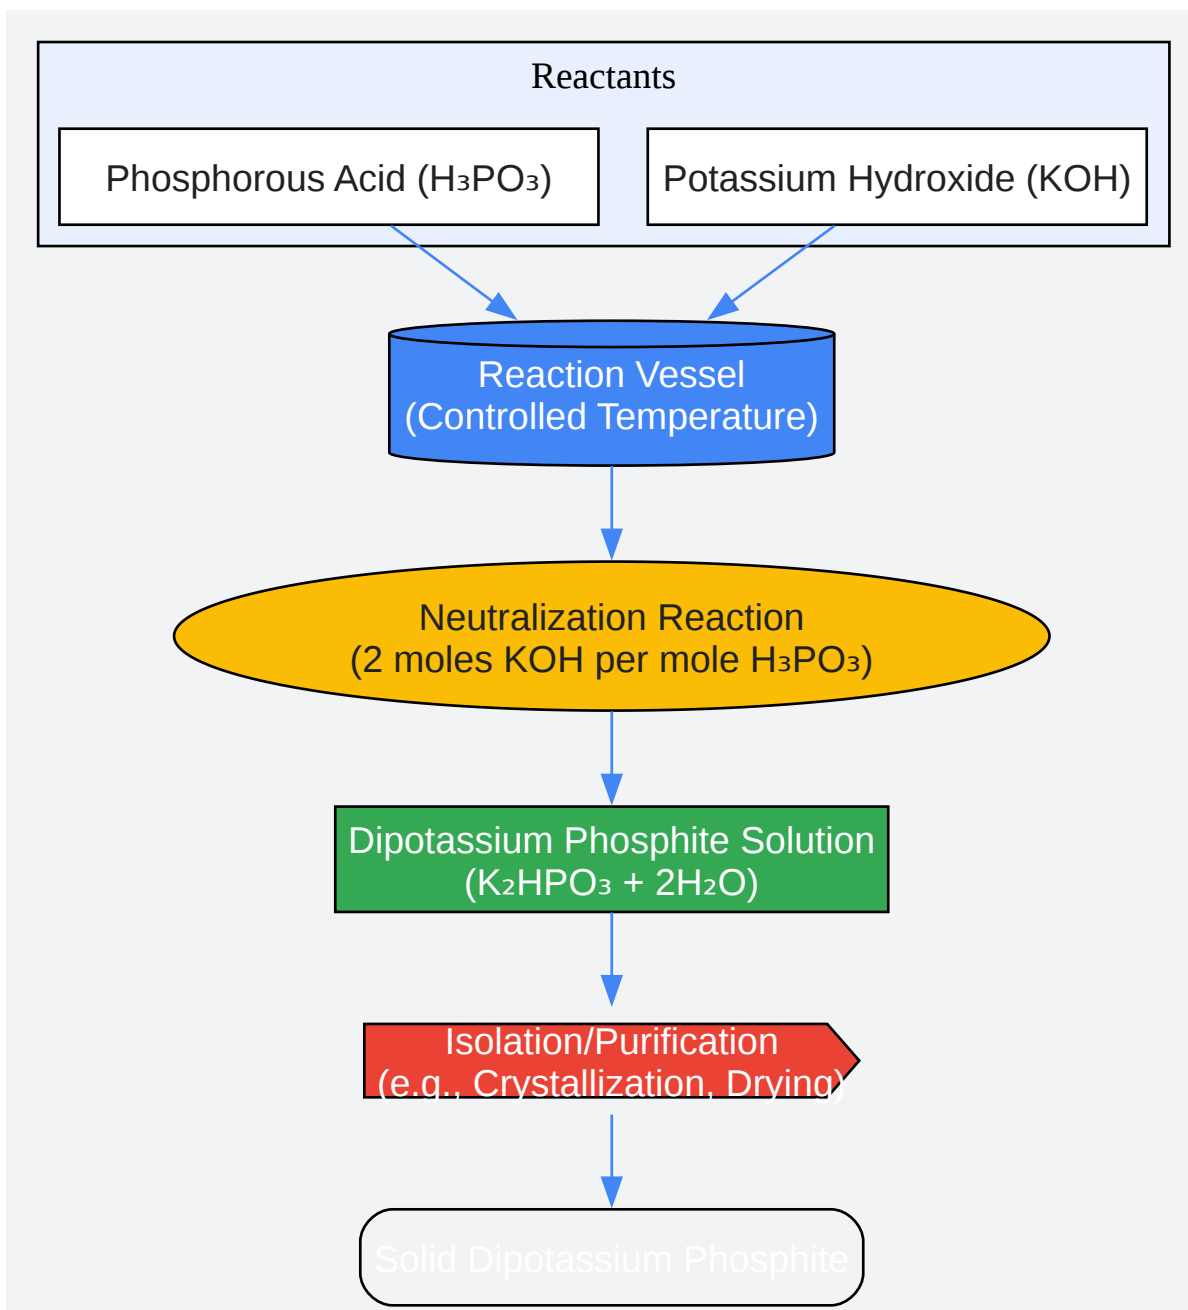 Reactants
Phosphorous Acid (H₃PO₃)
Potassium Hydroxide (KOH)
Reaction Vessel
(Controlled Temperature)
Neutralization Reaction
(2 moles KOH per mole H₃PO₃)
Dipotassium Phosphite Solution
(K₂HPO₃ + 2H₂O)
Isolation/Purification
(e.g., Crystallization, Drying)
Solid Dipotassium Phosphite